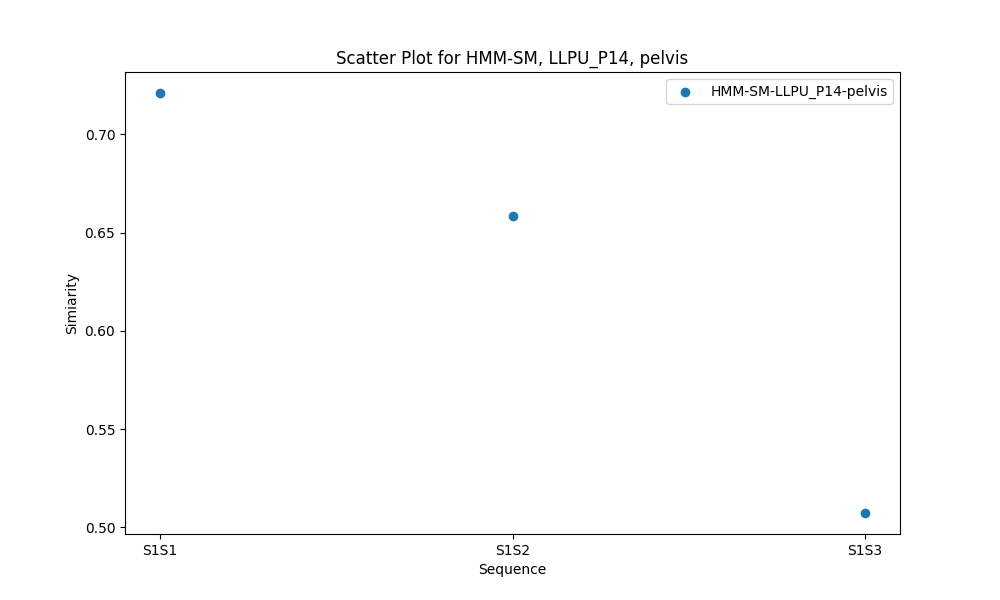 Scatter Plot for HMM-SM, LLPU_P14, pelvis
HMM-SM-LLPU_P14-pelvis
Simiarity
0.70
0.65
0.60
0.55
0.50
S1S1 S1S2 S1S3
Sequence